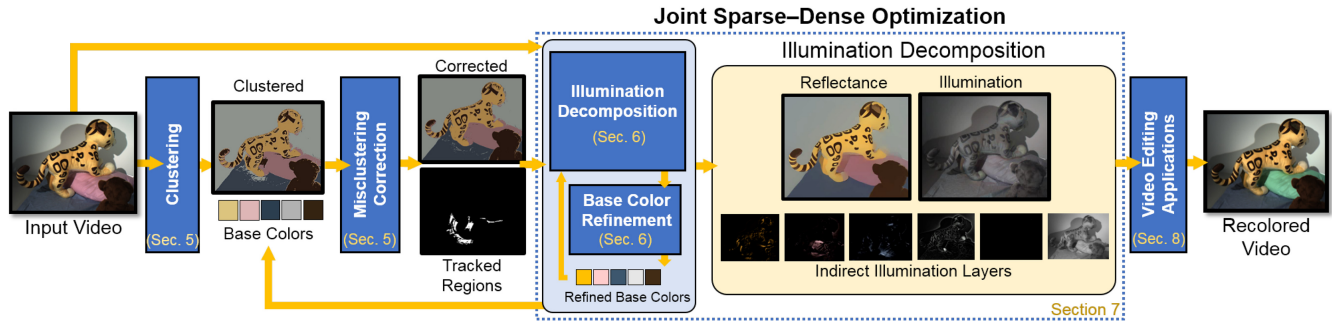 Joint Sparse–Dense Optimization
Input Video
Clustering
(Sec. 5)
Clustered
Base Colors
Misclustering
Correction
(Sec. 5)
Corrected
Tracked
Regions
Illumination
Decomposition
(Sec. 6)
Base Color
Refinement
(Sec. 6)
Refined Base Colors
Illumination Decomposition
Reflectance
Illumination
Indirect Illumination Layers
Section 7
Video Editing
Applications
(Sec. 8)
Recolored
Video